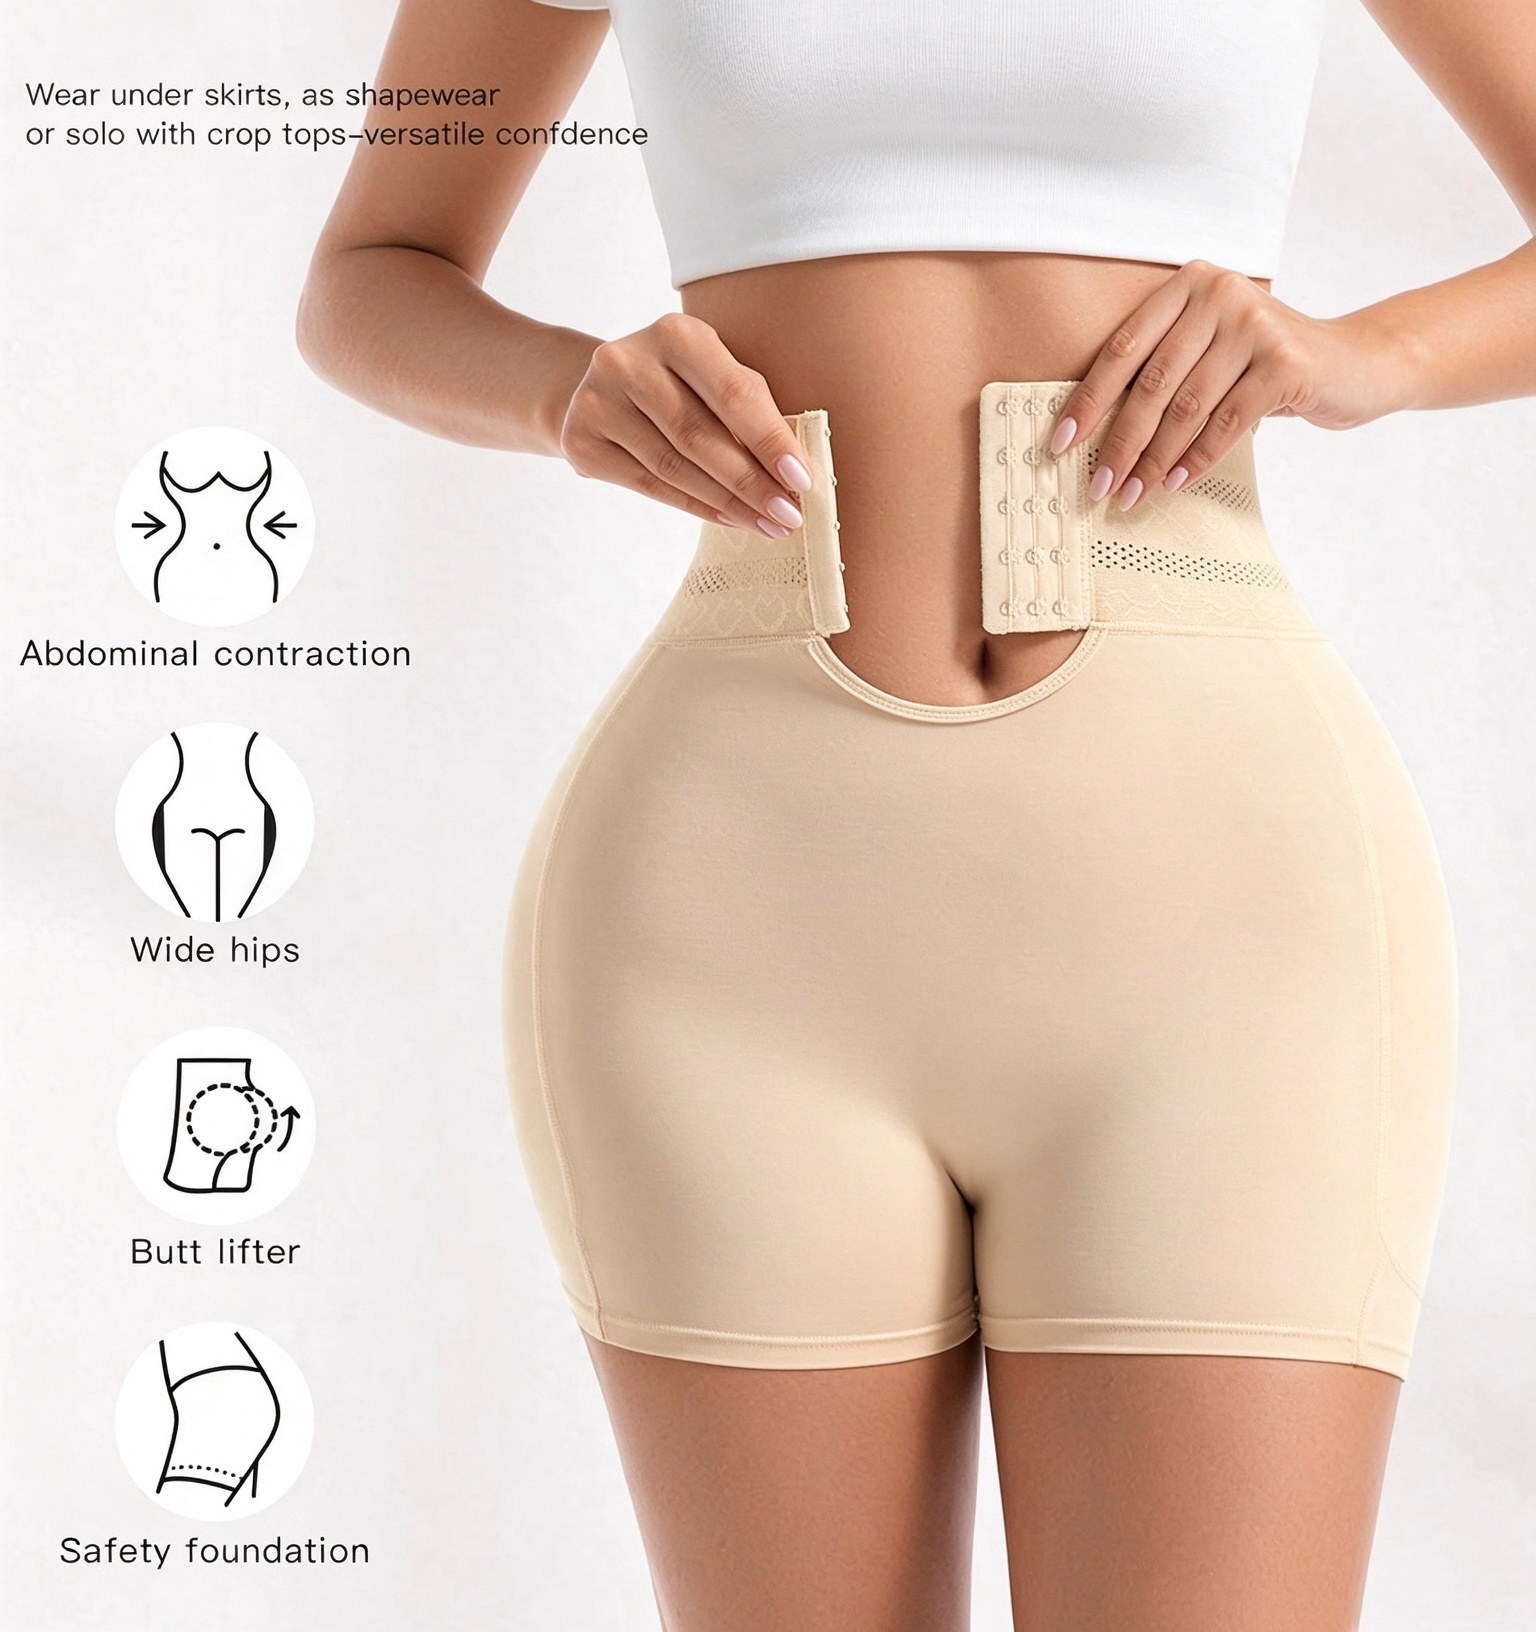 Wear under skirts, as shapewear
or solo with crop tops–versatile confdence
Abdominal contraction
Wide hips
Butt lifter
Safety foundation